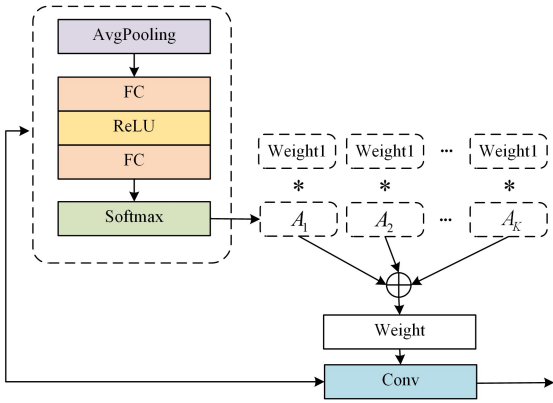 AvgPooling
FC
ReLU
FC
Softmax
Weight1 Weight1 ... Weight1
* * *
A1 A2 ... AK
Weight
Conv